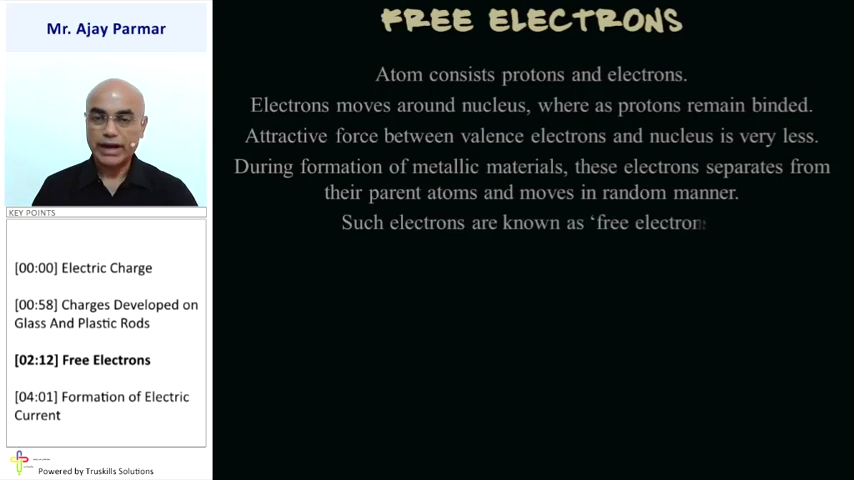 Mr. Ajay Parmar
FREE ELECTRONS
Atom consists protons and electrons.
Electrons moves around nucleus, where as protons remain binded.
Attractive force between valence electrons and nucleus is very less.
During formation of metallic materials, these electrons separates from
their parent atoms and moves in random manner.
Such electrons are known as ‘free electrons
KEY POINTS
[00:00] Electric Charge
[00:58] Charges Developed on
Glass And Plastic Rods
[02:12] Free Electrons
[04:01] Formation of Electric
Current
Powered by Truskills Solutions